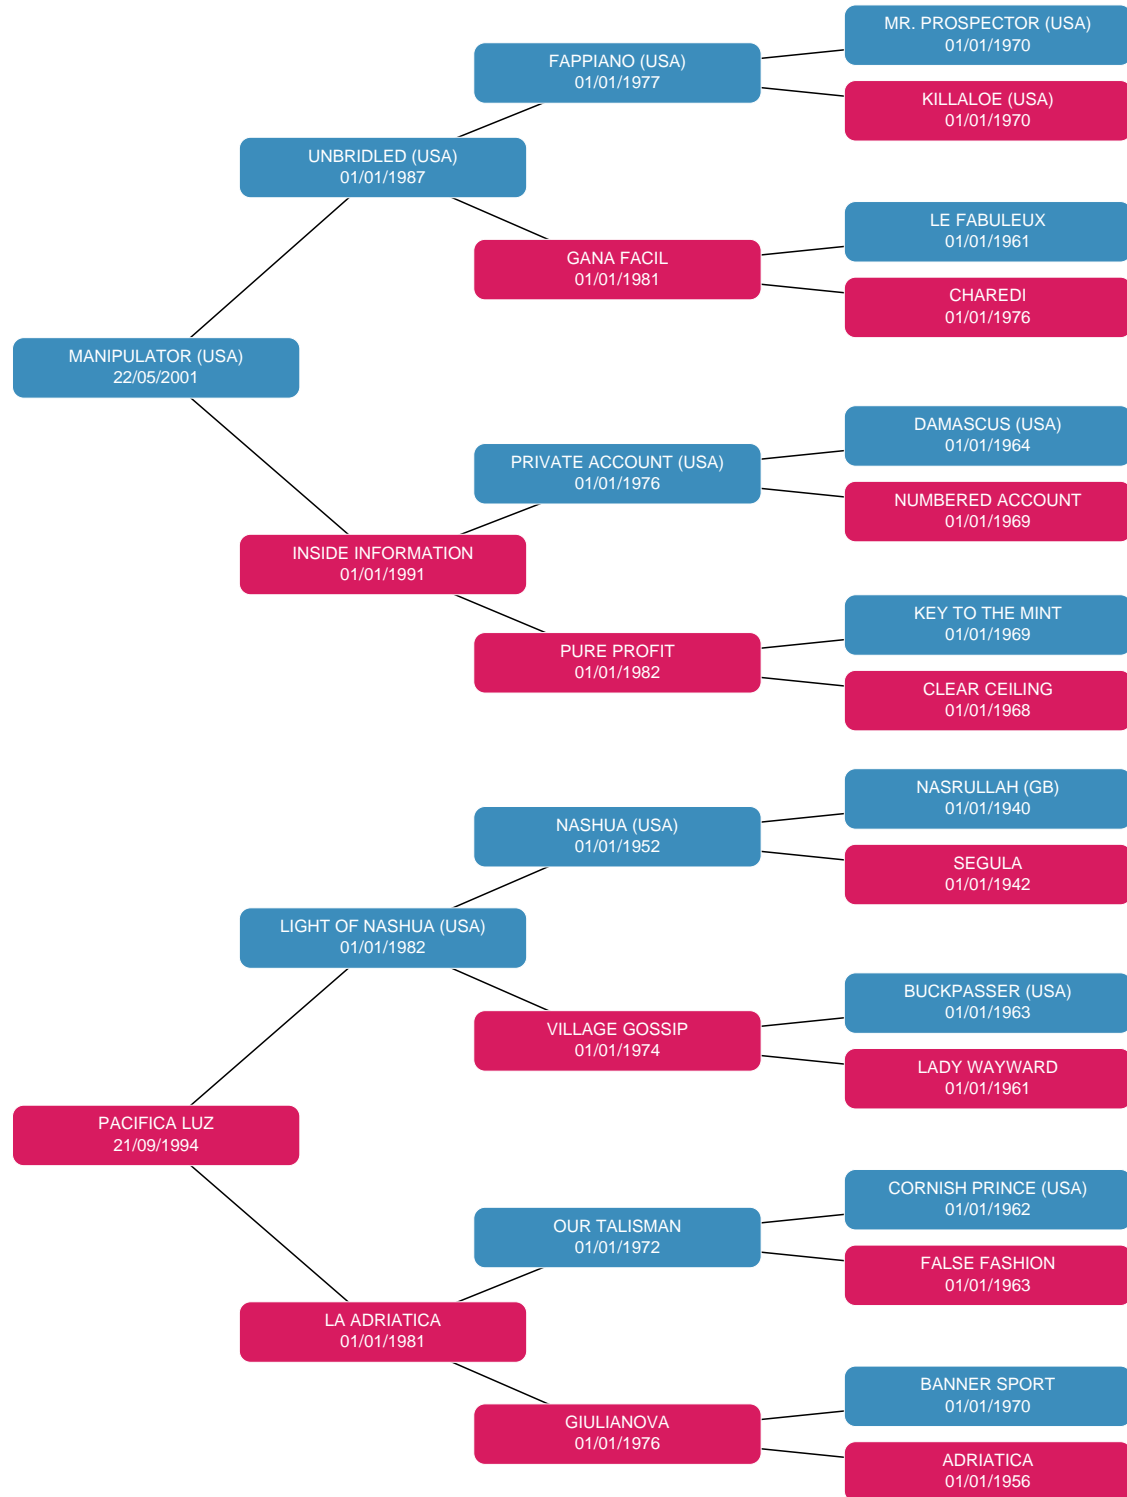 MR. PROSPECTOR (USA)
01/01/1970
FAPPIANO (USA)
01/01/1977
KILLALOE (USA)
01/01/1970
UNBRIDLED (USA)
01/01/1987
LE FABULEUX
01/01/1961
GANA FACIL
01/01/1981
CHAREDI
01/01/1976
MANIPULATOR (USA)
22/05/2001
DAMASCUS (USA)
01/01/1964
PRIVATE ACCOUNT (USA)
01/01/1976
NUMBERED ACCOUNT
01/01/1969
INSIDE INFORMATION
01/01/1991
KEY TO THE MINT
01/01/1969
PURE PROFIT
01/01/1982
CLEAR CEILING
01/01/1968
NASRULLAH (GB)
01/01/1940
NASHUA (USA)
01/01/1952
SEGULA
01/01/1942
LIGHT OF NASHUA (USA)
01/01/1982
BUCKPASSER (USA)
01/01/1963
VILLAGE GOSSIP
01/01/1974
LADY WAYWARD
01/01/1961
PACIFICA LUZ
21/09/1994
CORNISH PRINCE (USA)
01/01/1962
OUR TALISMAN
01/01/1972
FALSE FASHION
01/01/1963
LA ADRIATICA
01/01/1981
BANNER SPORT
01/01/1970
GIULIANOVA
01/01/1976
ADRIATICA
01/01/1956